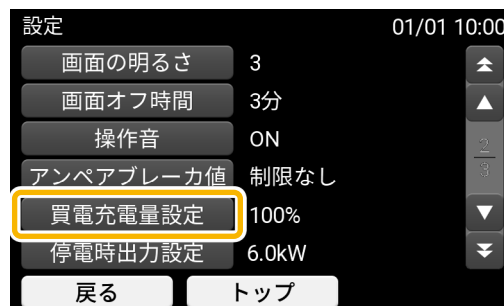 設定 01/01 10:00
画面の明るさ 3
画面オフ時間 3分
操作音 ON
アンペアブレーカ値 制限なし
買電充電量設定 100%
停電時出力設定 6.0kW
2/3
戻る トップ